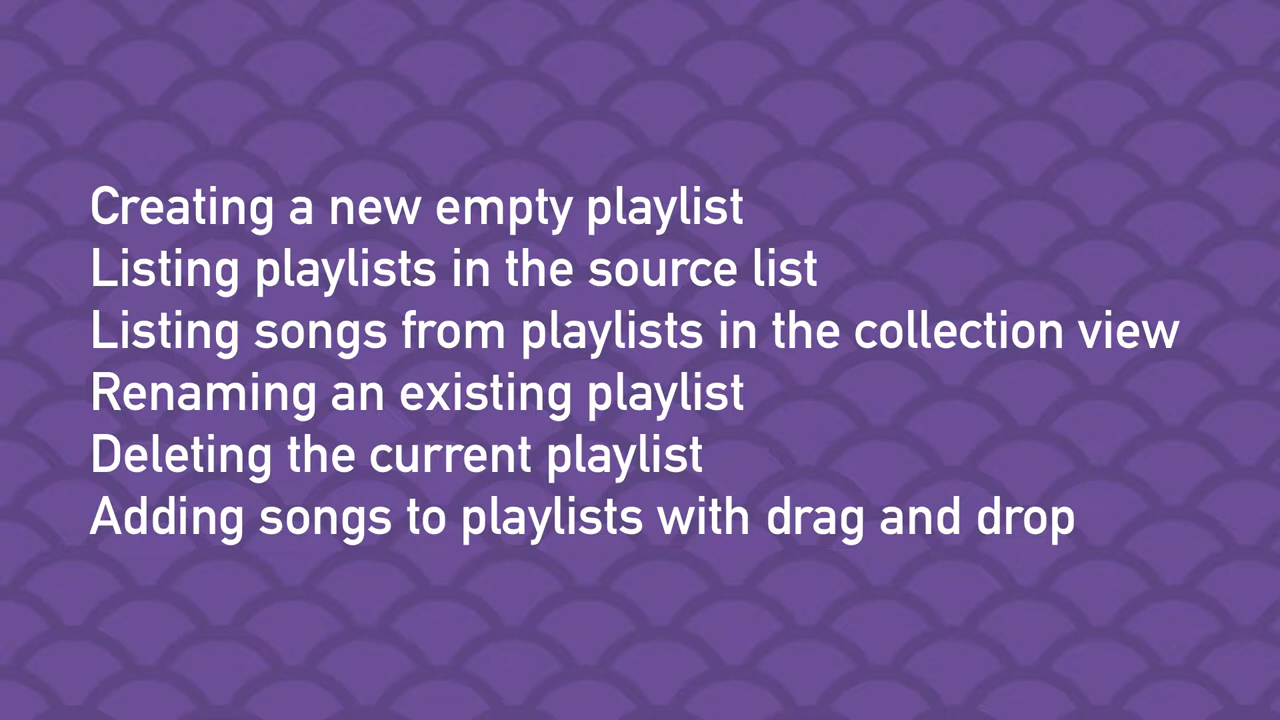 Creating a new empty playlist
Listing playlists in the source list
Listing songs from playlists in the collection view
Renaming an existing playlist
Deleting the current playlist
Adding songs to playlists with drag and drop